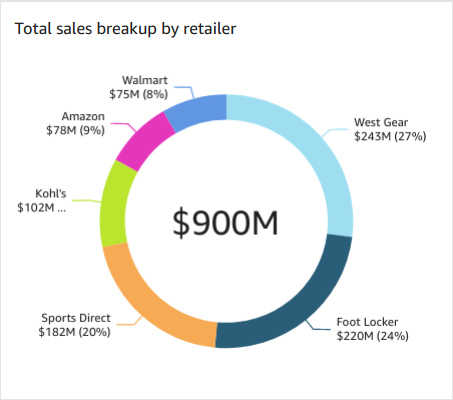 Total sales breakup by retailer
Walmart
$75M (8%)
Amazon
$78M (9%)
West Gear
$243M (27%)
Kohl's
$102M ...
$900M
Sports Direct
$182M (20%)
Foot Locker
$220M (24%)